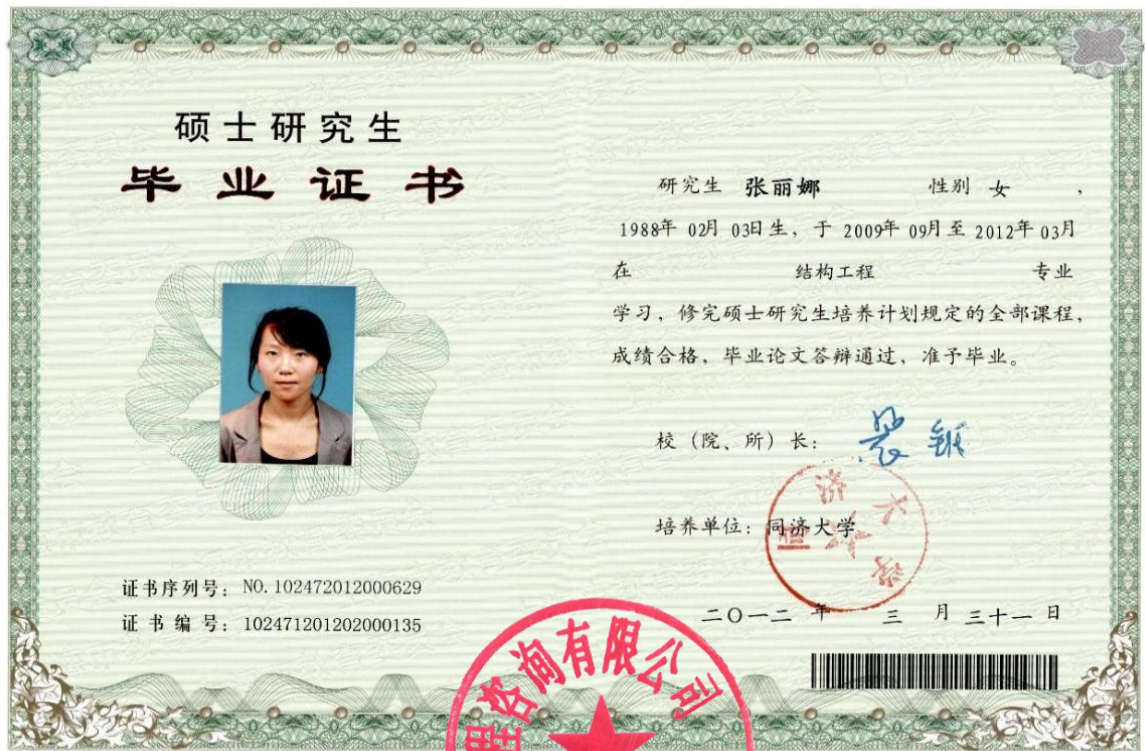 硕士研究生
毕业证书
研究生 张丽娜 性别 女 ，
1988年 02月 03日生，于 2009年 09月至 2012年 03月
在 结构工程 专业
学习，修完硕士研究生培养计划规定的全部课程，
成绩合格，毕业论文答辩通过，准予毕业。
校（院、所）长：
培养单位：同济大学
同济大学
二〇一二 年 三 月 三十一 日
证书序列号：NO.102472012000629
证书编号：102471201202000135
咨询有限公司